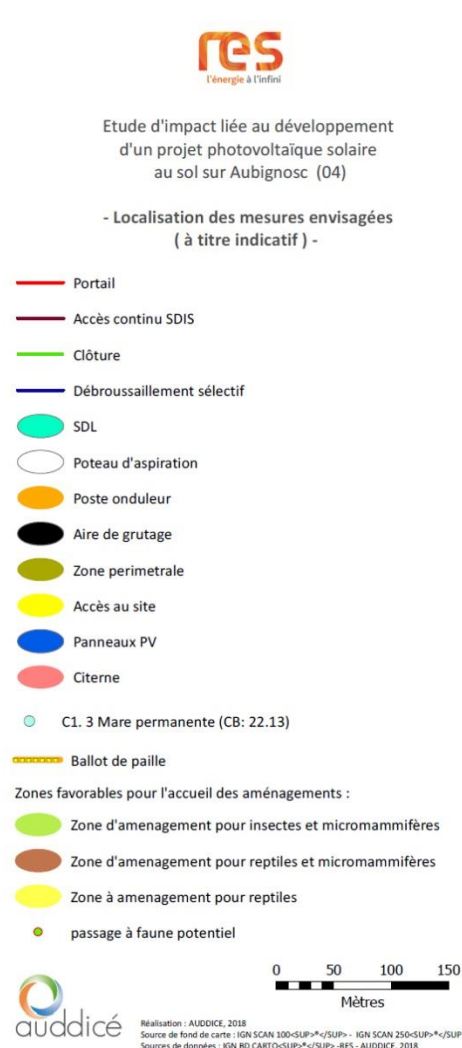 res
l'énergie à l'infini
Etude d'impact liée au développement
d'un projet photovoltaïque solaire
au sol sur Aubignosc (04)
- Localisation des mesures envisagées
( à titre indicatif ) -
Portail
Accès continu SDIS
Clôture
Débroussaillement sélectif
SDL
Poteau d'aspiration
Poste onduleur
Aire de grutage
Zone perimetrale
Accès au site
Panneaux PV
Citerne
C1. 3 Mare permanente (CB: 22.13)
Ballot de paille
Zones favorables pour l'accueil des aménagements :
Zone d'amenagement pour insectes et micromammifères
Zone d'amenagement pour reptiles et micromammifères
Zone à amenagement pour reptiles
passage à faune potentiel
0 50 100 150
Mètres
auddicé
Réalisation : AUDDICE, 2018
Source de fond de carte : IGN SCAN 100<SUP>®</SUP> - IGN SCAN 250<SUP>®</SUP
Sources de données : IGN BD CARTO<SUP>®</SUP> -RES - AUDDICE, 2018